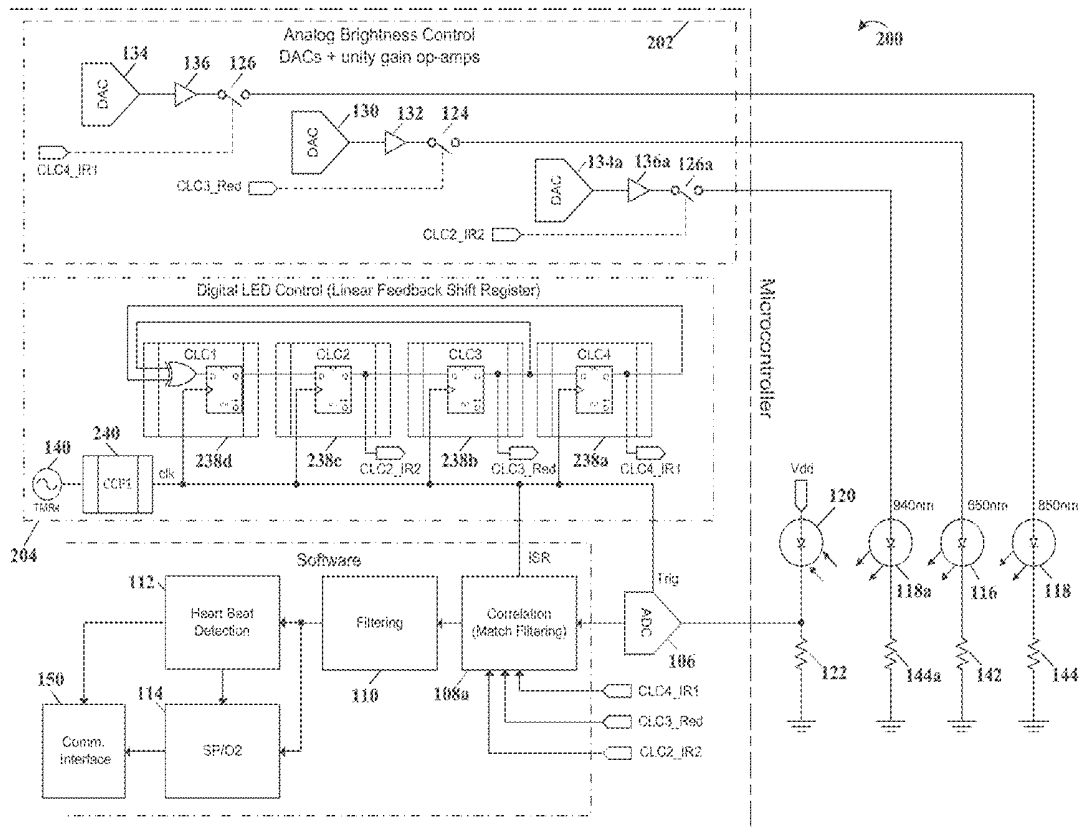 Analog Brightness Control
DACs + unity gain op-amps
202
200
134
136
126
DAC
130
132
124
DAC
134a
136a
126a
DAC
CLC4_IR1
CLC3_Red
CLC2_IR2
Digital LED Control (Linear Feedback Shift Register)
Microcontroller
CLC1
CLC2
CLC3
CLC4
238d
238c
238b
238a
CLC2_IR2
CLC3_Red
CLC4_IR1
140
240
CCP1
clk
TMRx
204
Vdd
120
940nm
650nm
850nm
118a
116
118
122
144a
142
144
Software
ISR
Trig
112
Heart Beat
Detection
Filtering
110
Correlation
(Match Filtering)
108a
ADC
106
150
Comm.
Interface
114
SP/O2
CLC4_IR1
CLC3_Red
CLC2_IR2